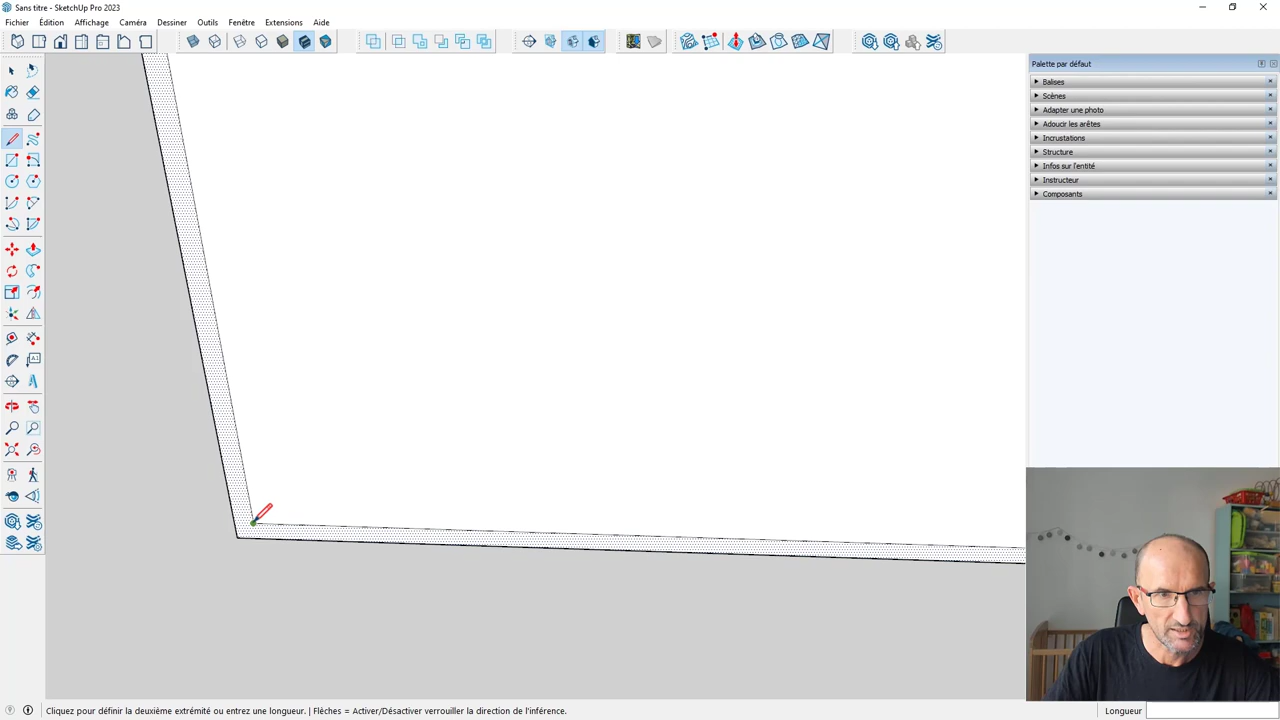 Sans titre - SketchUp Pro 2023
Fichier Édition Affichage Caméra Dessiner Outils Fenêtre Extensions Aide
Palette par défaut
Balises
Scènes
Adapter une photo
Adoucir les arêtes
Incrustations
Structure
Infos sur l'entité
Instructeur
Composants
Cliquez pour définir la deuxième extrémité ou entrez une longueur. | Flèches = Activer/Désactiver verrouiller la direction de l'inférence.
Longueur